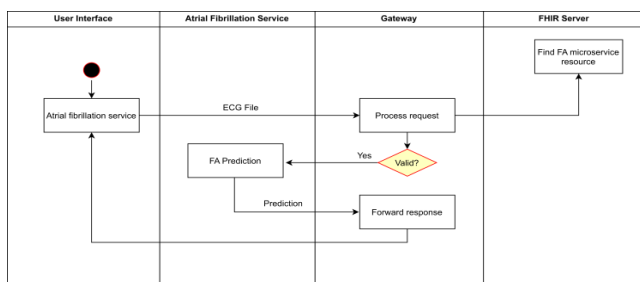 User Interface
Atrial Fibrillation Service
Gateway
FHIR Server
Find FA microservice
resource
Atrial fibrillation service
ECG File
Process request
FA Prediction
Yes
Valid?
Prediction
Forward response